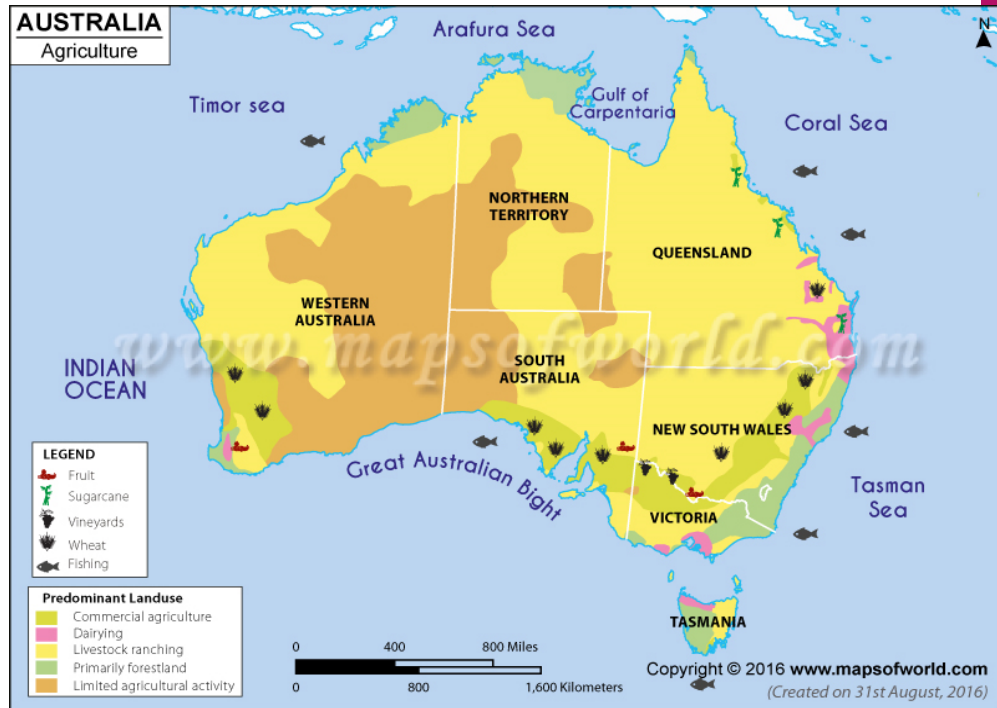 AUSTRALIA
Agriculture
N
Arafura Sea
Timor sea
Gulf of
Carpentaria
Coral Sea
NORTHERN
TERRITORY
QUEENSLAND
WESTERN
AUSTRALIA
www.mapsofworld.com
INDIAN
OCEAN
SOUTH
AUSTRALIA
NEW SOUTH WALES
Great Australian Bight
Tasman
Sea
VICTORIA
TASMANIA
LEGEND
Fruit
Sugarcane
Vineyards
Wheat
Fishing
Predominant Landuse
Commercial agriculture
Dairying
Livestock ranching
Primarily forestland
Limited agricultural activity
0 400 800 Miles
0 800 1,600 Kilometers
Copyright © 2016 www.mapsofworld.com
(Created on 31st August, 2016)